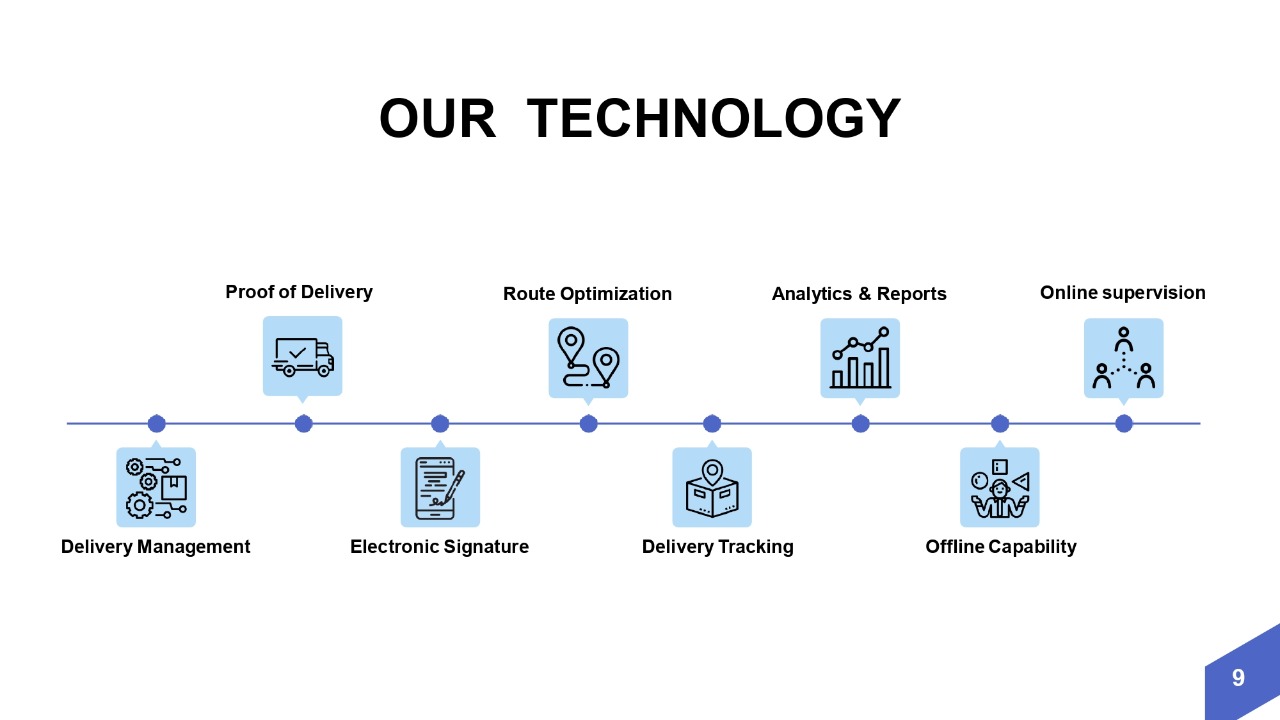 OUR TECHNOLOGY
Proof of Delivery
Route Optimization
Analytics & Reports
Online supervision
Delivery Management
Electronic Signature
Delivery Tracking
Offline Capability
9